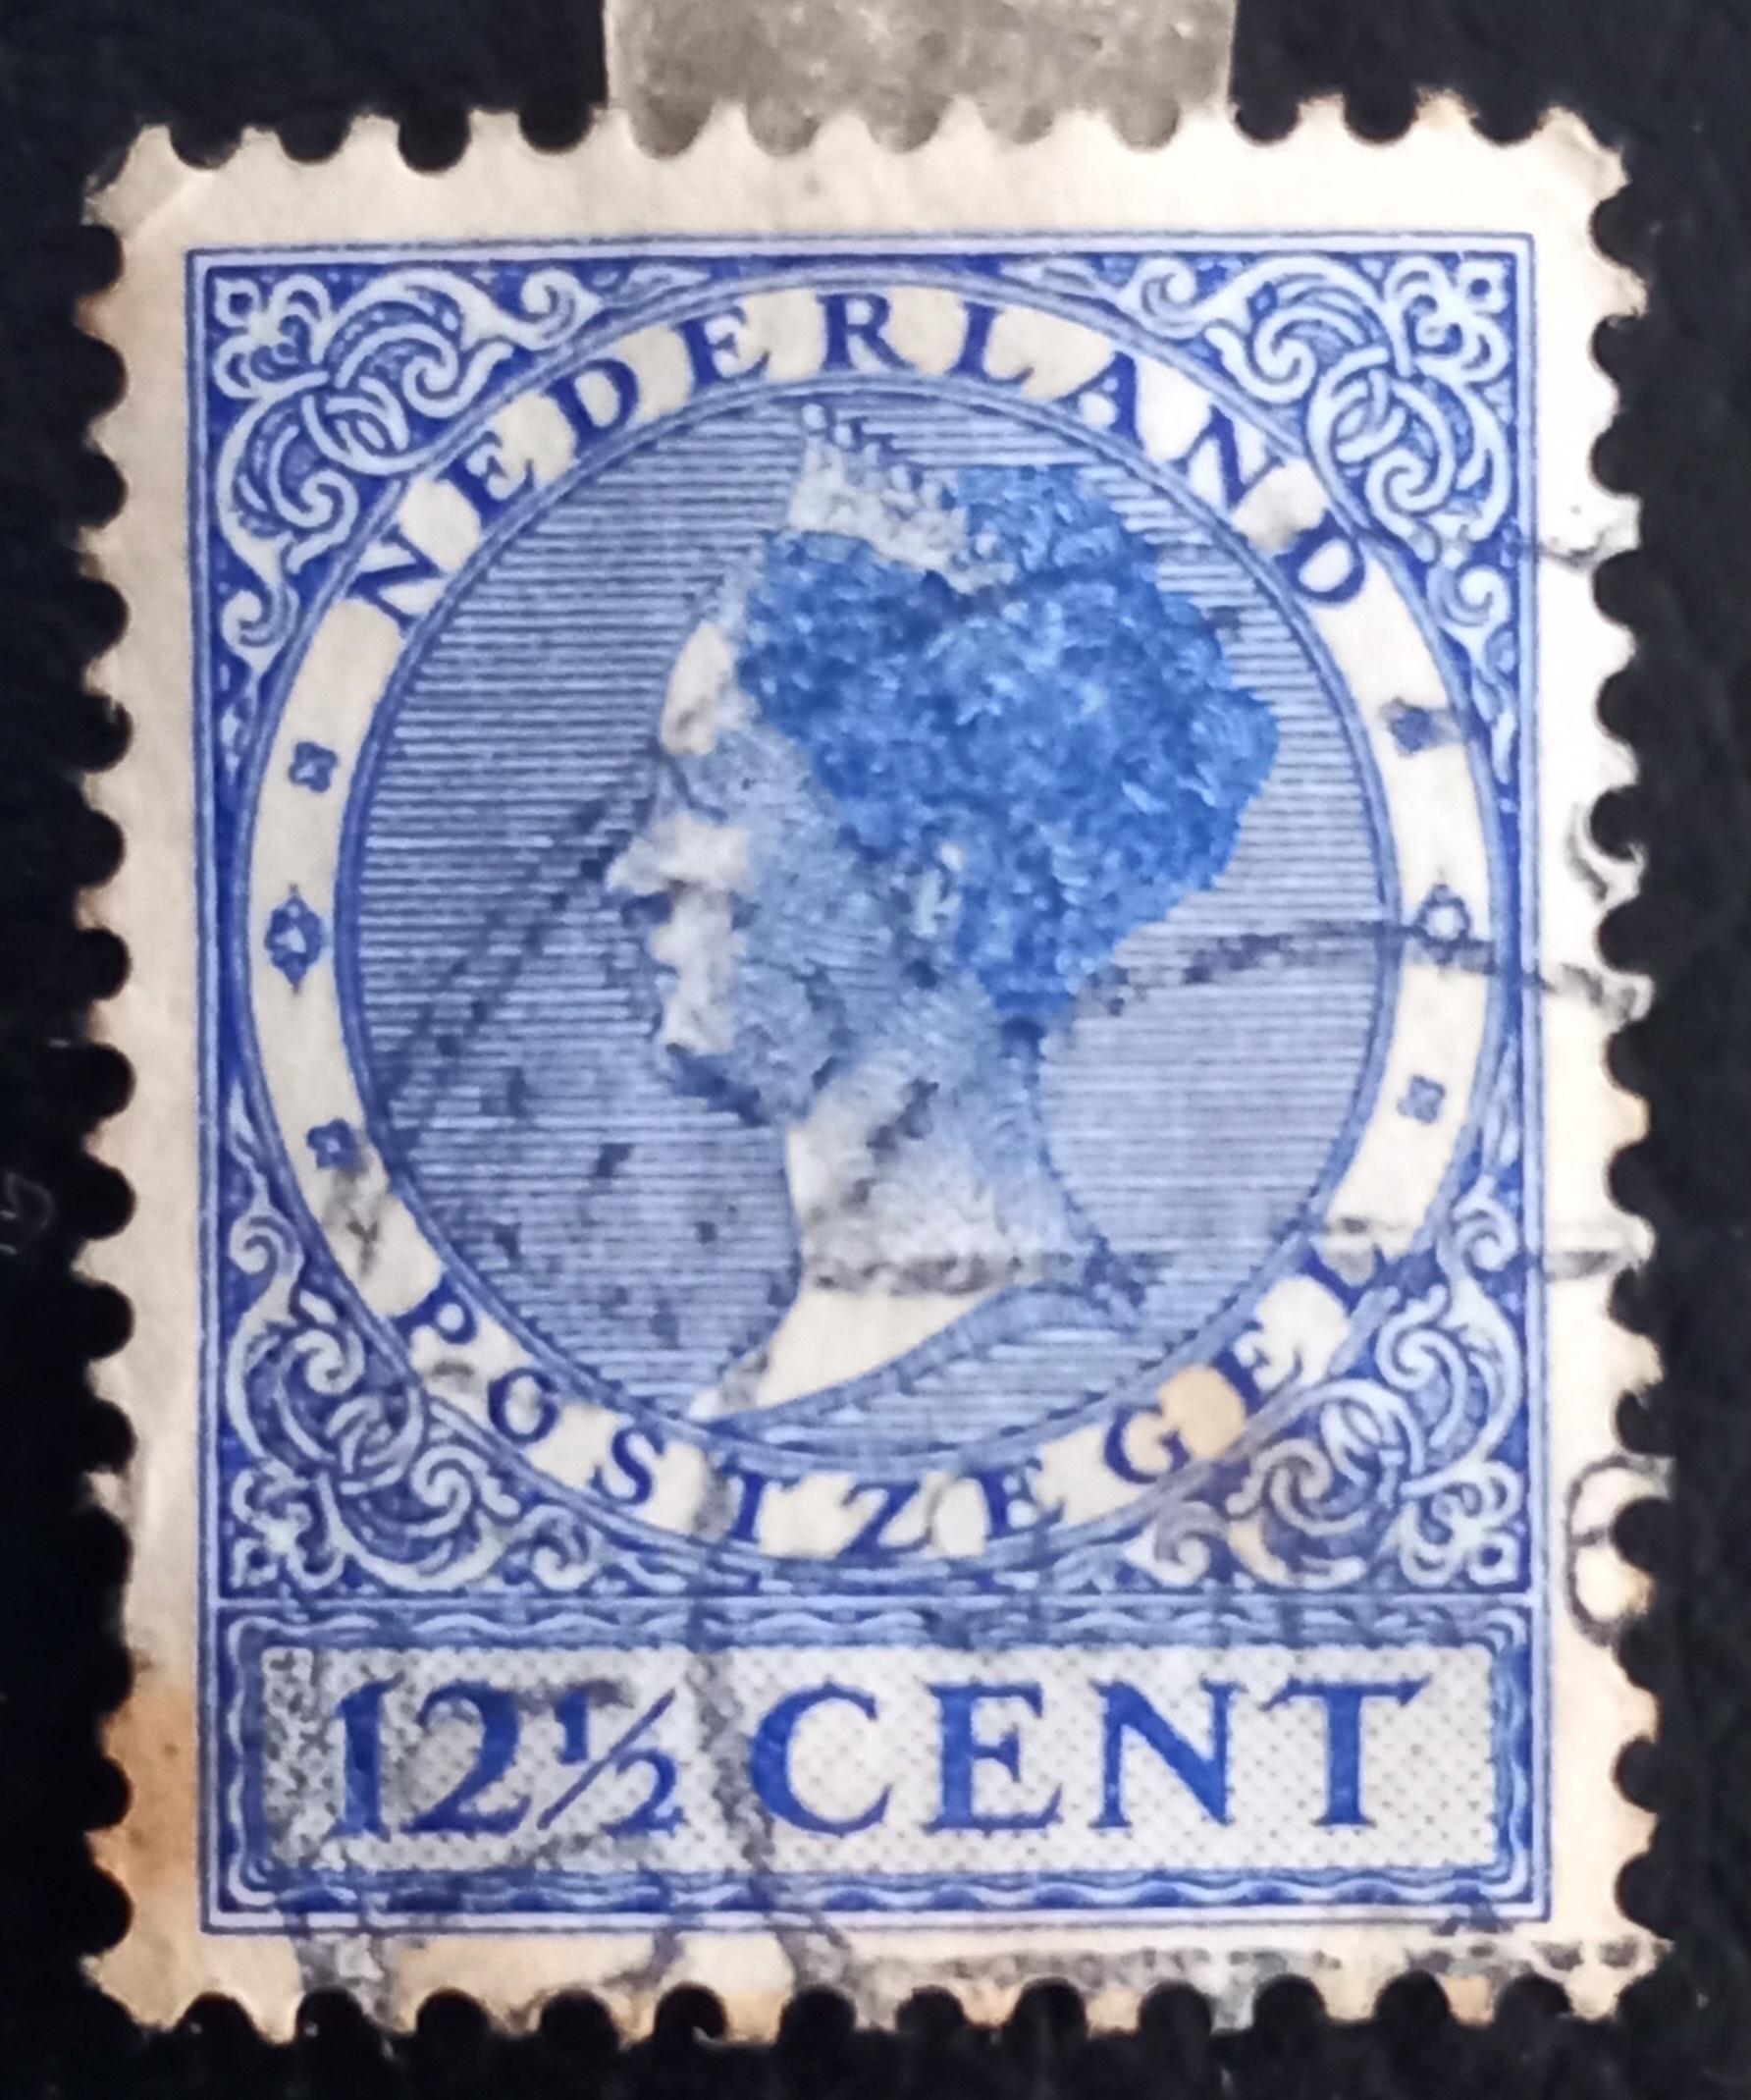 NEDERLAND
POSTZEGEL
12½ CENT